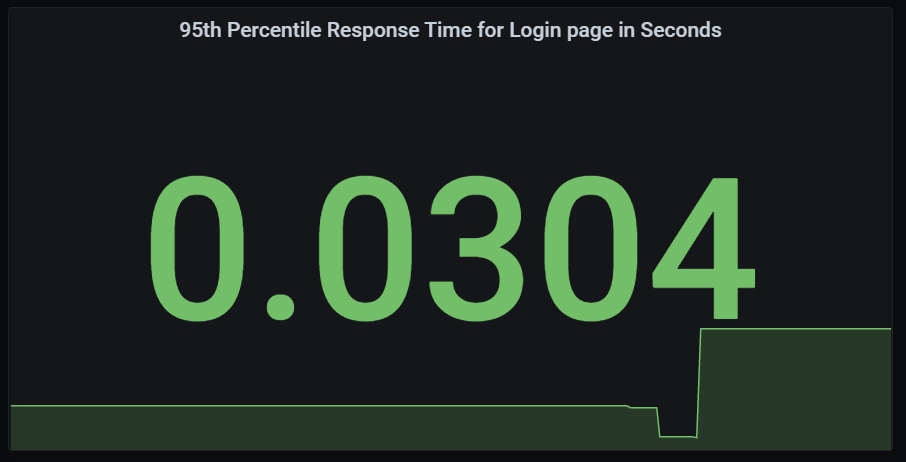 95th Percentile Response Time for Login page in Seconds
0.0304